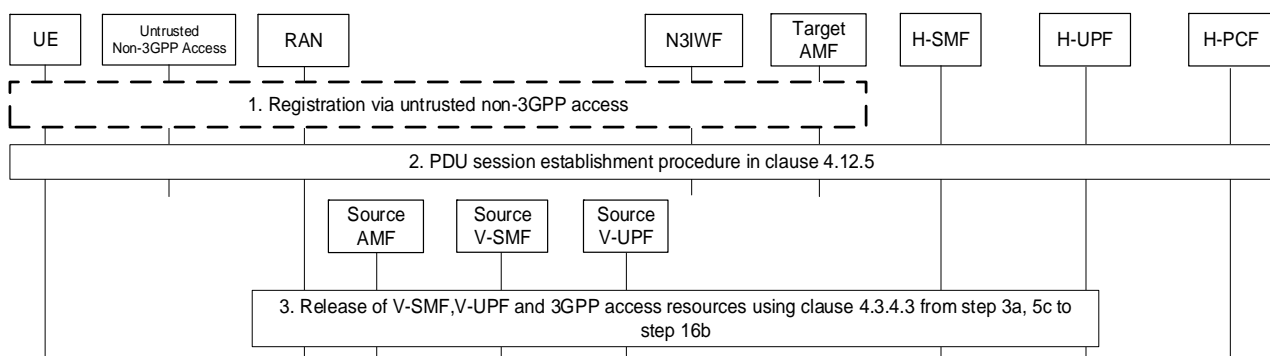 UE
Untrusted
Non-3GPP Access
RAN
N3IWF
Target
AMF
H-SMF
H-UPF
H-PCF
1. Registration via untrusted non-3GPP access
2. PDU session establishment procedure in clause 4.12.5
Source
AMF
Source
V-SMF
Source
V-UPF
3. Release of V-SMF,V-UPF and 3GPP access resources using clause 4.3.4.3 from step 3a, 5c to
step 16b